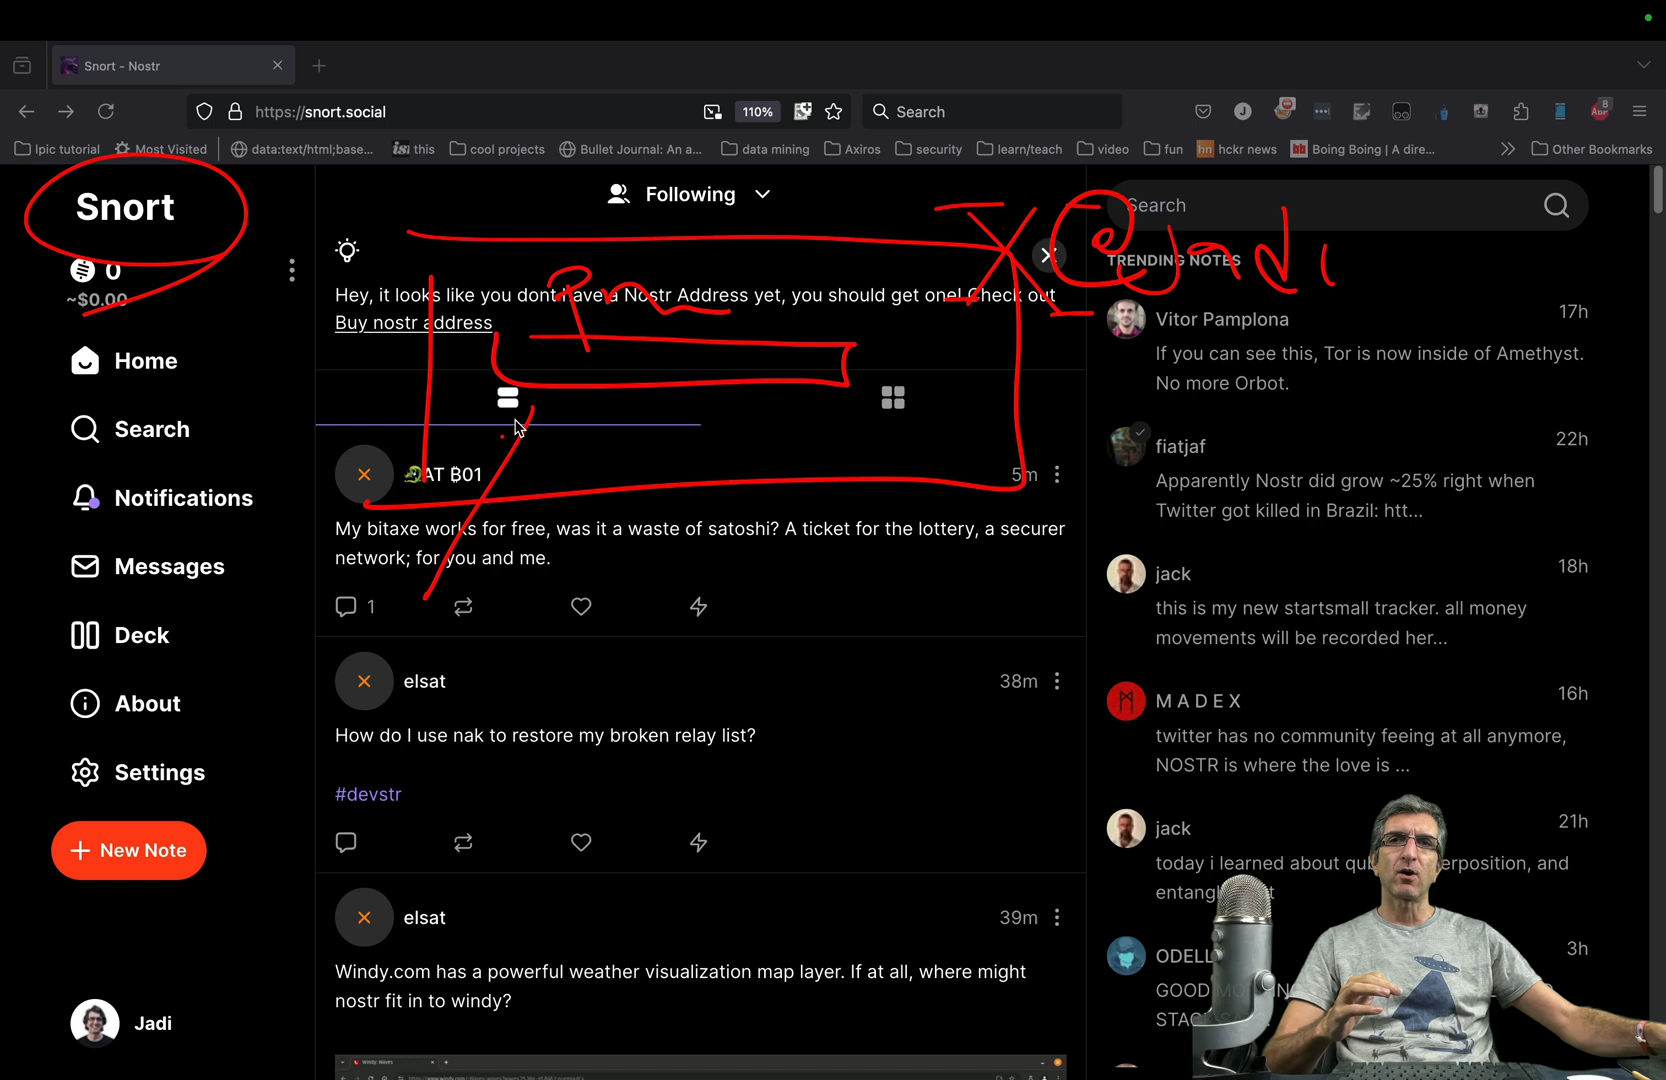 Snort - Nostr
https://snort.social
110%
Search
8
lpic tutorial
Most Visited
data:text/html;base...
this
cool projects
Bullet Journal: An a...
data mining
Axiros
security
learn/teach
video
fun
hckr news
Boing Boing | A dire...
Other Bookmarks
Snort
0
~$0.00
Home
Search
Notifications
Messages
Deck
About
Settings
New Note
Jadi
Following
Hey, it looks like you dont have a Nostr Address yet, you should get one! Check out
Buy nostr address
AT ₿01
5m
My bitaxe works for free, was it a waste of satoshi? A ticket for the lottery, a securer
network; for you and me.
1
elsat
38m
How do I use nak to restore my broken relay list?
#devstr
elsat
39m
Windy.com has a powerful weather visualization map layer. If at all, where might
nostr fit in to windy?
Search
@Jadi
TRENDING NOTES
Vitor Pamplona
17h
If you can see this, Tor is now inside of Amethyst.
No more Orbot.
fiatjaf
22h
Apparently Nostr did grow ~25% right when
Twitter got killed in Brazil: htt...
jack
18h
this is my new startsmall tracker. all money
movements will be recorded her...
M A D E X
16h
twitter has no community feeing at all anymore,
NOSTR is where the love is ...
jack
21h
today i learned about and
ODELL
3h
GOOD